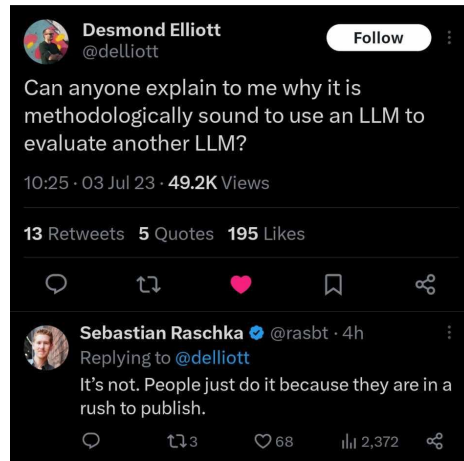 Desmond Elliott
Follow
@delliott
Can anyone explain to me why it is
methodologically sound to use an LLM to
evaluate another LLM?
10:25 · 03 Jul 23 · 49.2K Views
13 Retweets 5 Quotes 195 Likes
Sebastian Raschka @rasbt · 4h
Replying to @delliott
It's not. People just do it because they are in a
rush to publish.
3 68 2,372